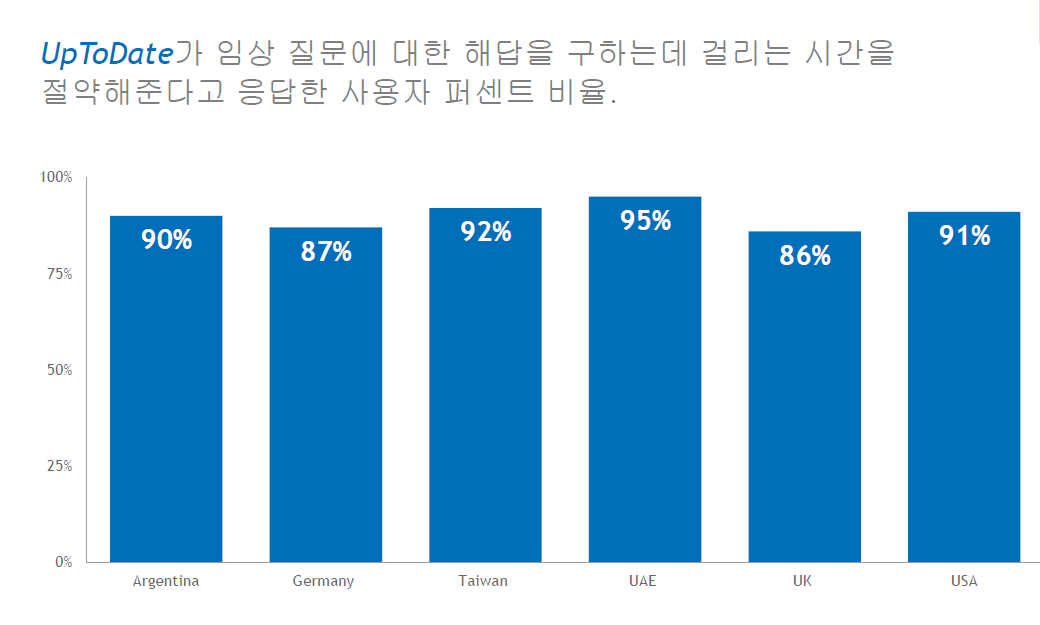 UpToDate가 임상 질문에 대한 해답을 구하는데 걸리는 시간을
절약해준다고 응답한 사용자 퍼센트 비율.
100%
75%
50%
25%
0%
90%
87%
92%
95%
86%
91%
Argentina
Germany
Taiwan
UAE
UK
USA